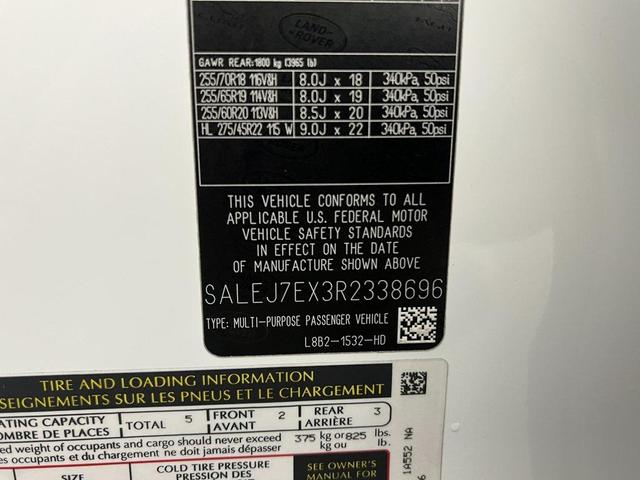 LAND-
ROVER
GAWR REAR:1800 kg (3965 lb)
255/70R18 116V&H 8.0J x 18 340kPa, 50psi
255/65R19 114V&H 8.0J x 19 340kPa, 50psi
255/60R20 113V&H 8.5J x 20 340kPa, 50psi
HL 275/45R22 115 W 9.0J x 22 340kPa, 50psi
THIS VEHICLE CONFORMS TO ALL
APPLICABLE U.S. FEDERAL MOTOR
VEHICLE SAFETY STANDARDS
IN EFFECT ON THE DATE
OF MANUFACTURE SHOWN ABOVE
SALEJ7EX3R2338696
TYPE: MULTI-PURPOSE PASSENGER VEHICLE
L8B2-1532-HD
TIRE AND LOADING INFORMATION
SEIGNEMENTS SUR LES PNEUS ET LE CHARGEMENT
ATING CAPACITY TOTAL 5 FRONT 2 REAR 3
OMBRE DE PLACES AVANT ARRIÈRE
ed weight of occupants and cargo should never exceed 375 kg or 825 lbs.
es occupants et du chargement ne doit jamais dépasser lb.
SIZE COLD TIRE PRESSURE SEE OWNER'S
PRESSION DES MANUAL FOR
1A552 NA